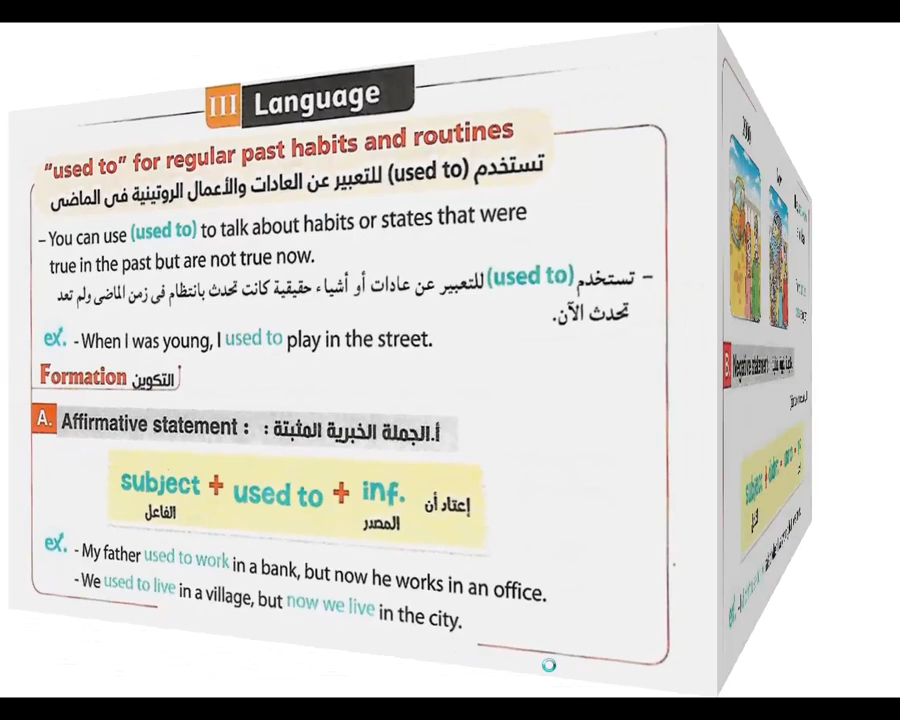 III Language
"used to" for regular past habits and routines
تستخدم (used to) للتعبير عن العادات والأعمال الروتينية فى الماضى
– You can use (used to) to talk about habits or states that were
true in the past but are not true now.
– تستخدم (used to) للتعبير عن عادات أو أشياء حقيقية كانت تحدث بانتظام فى زمن الماضى ولم تعد
تحدث الآن.
ex. - When I was young, I used to play in the street.
Formation التكوين
A. Affirmative statement : أ.الجملة الخبرية المثبتة :
subject + used to + inf. إعتاد أن
الفاعل المصدر
ex. - My father used to work in a bank, but now he works in an office.
- We used to live in a village, but now we live in the city.
B Negative statement
subject +